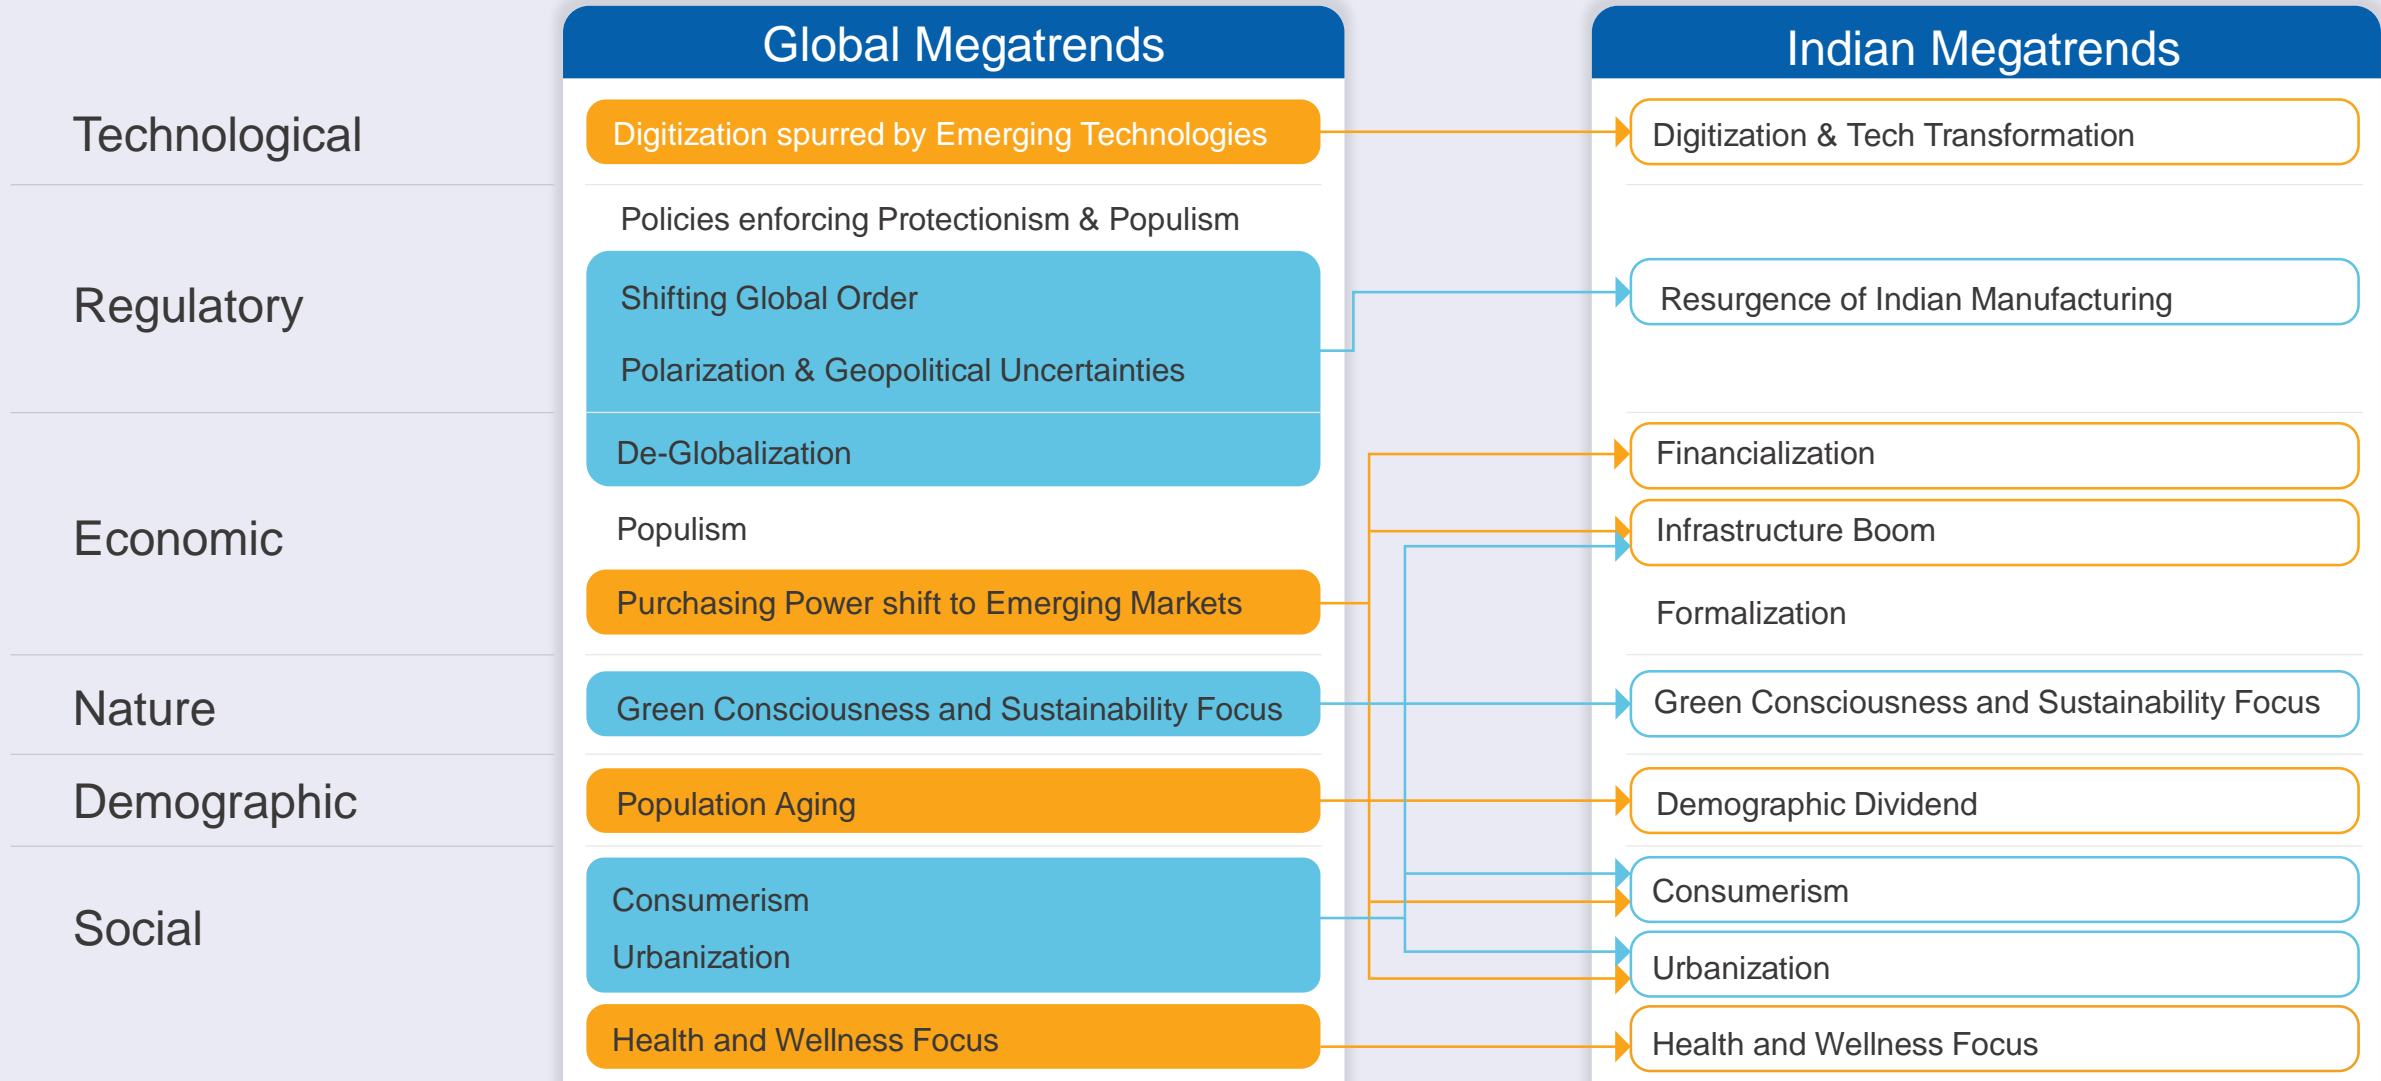 Global Megatrends
Indian Megatrends
Technological
Digitization spurred by Emerging Technologies
Digitization & Tech Transformation
Regulatory
Policies enforcing Protectionism & Populism
Shifting Global Order
Polarization & Geopolitical Uncertainties
Resurgence of Indian Manufacturing
Economic
De-Globalization
Populism
Purchasing Power shift to Emerging Markets
Financialization
Infrastructure Boom
Formalization
Nature
Green Consciousness and Sustainability Focus
Green Consciousness and Sustainability Focus
Demographic
Population Aging
Demographic Dividend
Social
Consumerism
Urbanization
Health and Wellness Focus
Consumerism
Urbanization
Health and Wellness Focus